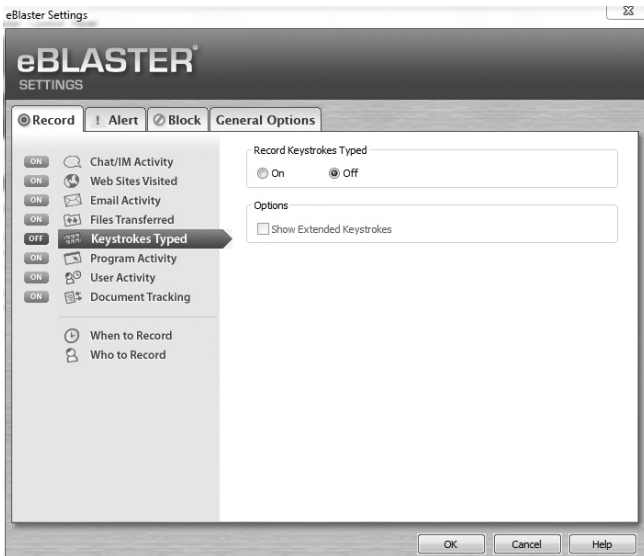 eBlaster Settings
eBLASTER®
SETTINGS
Record ! Alert Block General Options
ON Chat/IM Activity
ON Web Sites Visited
ON Email Activity
ON Files Transferred
OFF Keystrokes Typed
ON Program Activity
ON User Activity
ON Document Tracking
When to Record
Who to Record
Record Keystrokes Typed
On Off
Options
Show Extended Keystrokes
OK Cancel Help